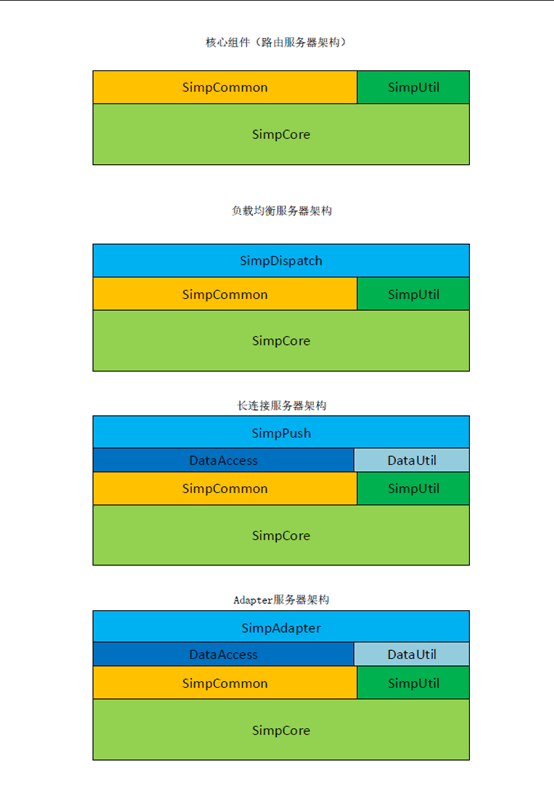 核心组件（路由服务器架构）
SimpCommon SimpUtil
SimpCore
负载均衡服务器架构
SimpDispatch
SimpCommon SimpUtil
SimpCore
长连接服务器架构
SimpPush
DataAccess DataUtil
SimpCommon SimpUtil
SimpCore
Adapter服务器架构
SimpAdapter
DataAccess DataUtil
SimpCommon SimpUtil
SimpCore